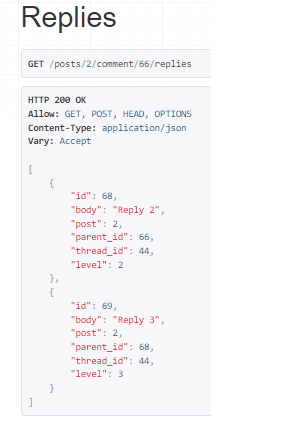 Replies
GET /posts/2/comment/66/replies
HTTP 200 OK
Allow: GET, POST, HEAD, OPTIONS
Content-Type: application/json
Vary: Accept
[
{
"id": 68,
"body": "Reply 2",
"post": 2,
"parent_id": 66,
"thread_id": 44,
"level": 2
},
{
"id": 69,
"body": "Reply 3",
"post": 2,
"parent_id": 68,
"thread_id": 44,
"level": 3
}
]